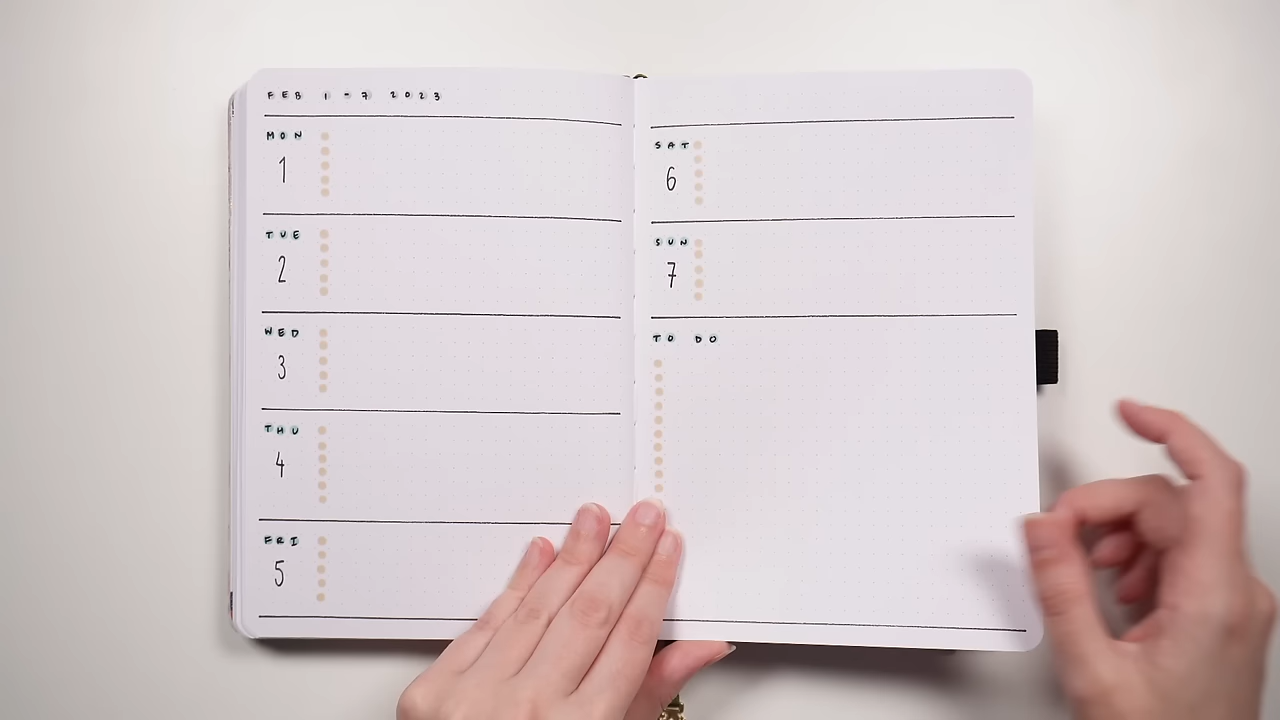 FEB 1 - 7 2023
MON
1
TUE
2
WED
3
THU
4
FRI
5
SAT
6
SUN
7
TO DO